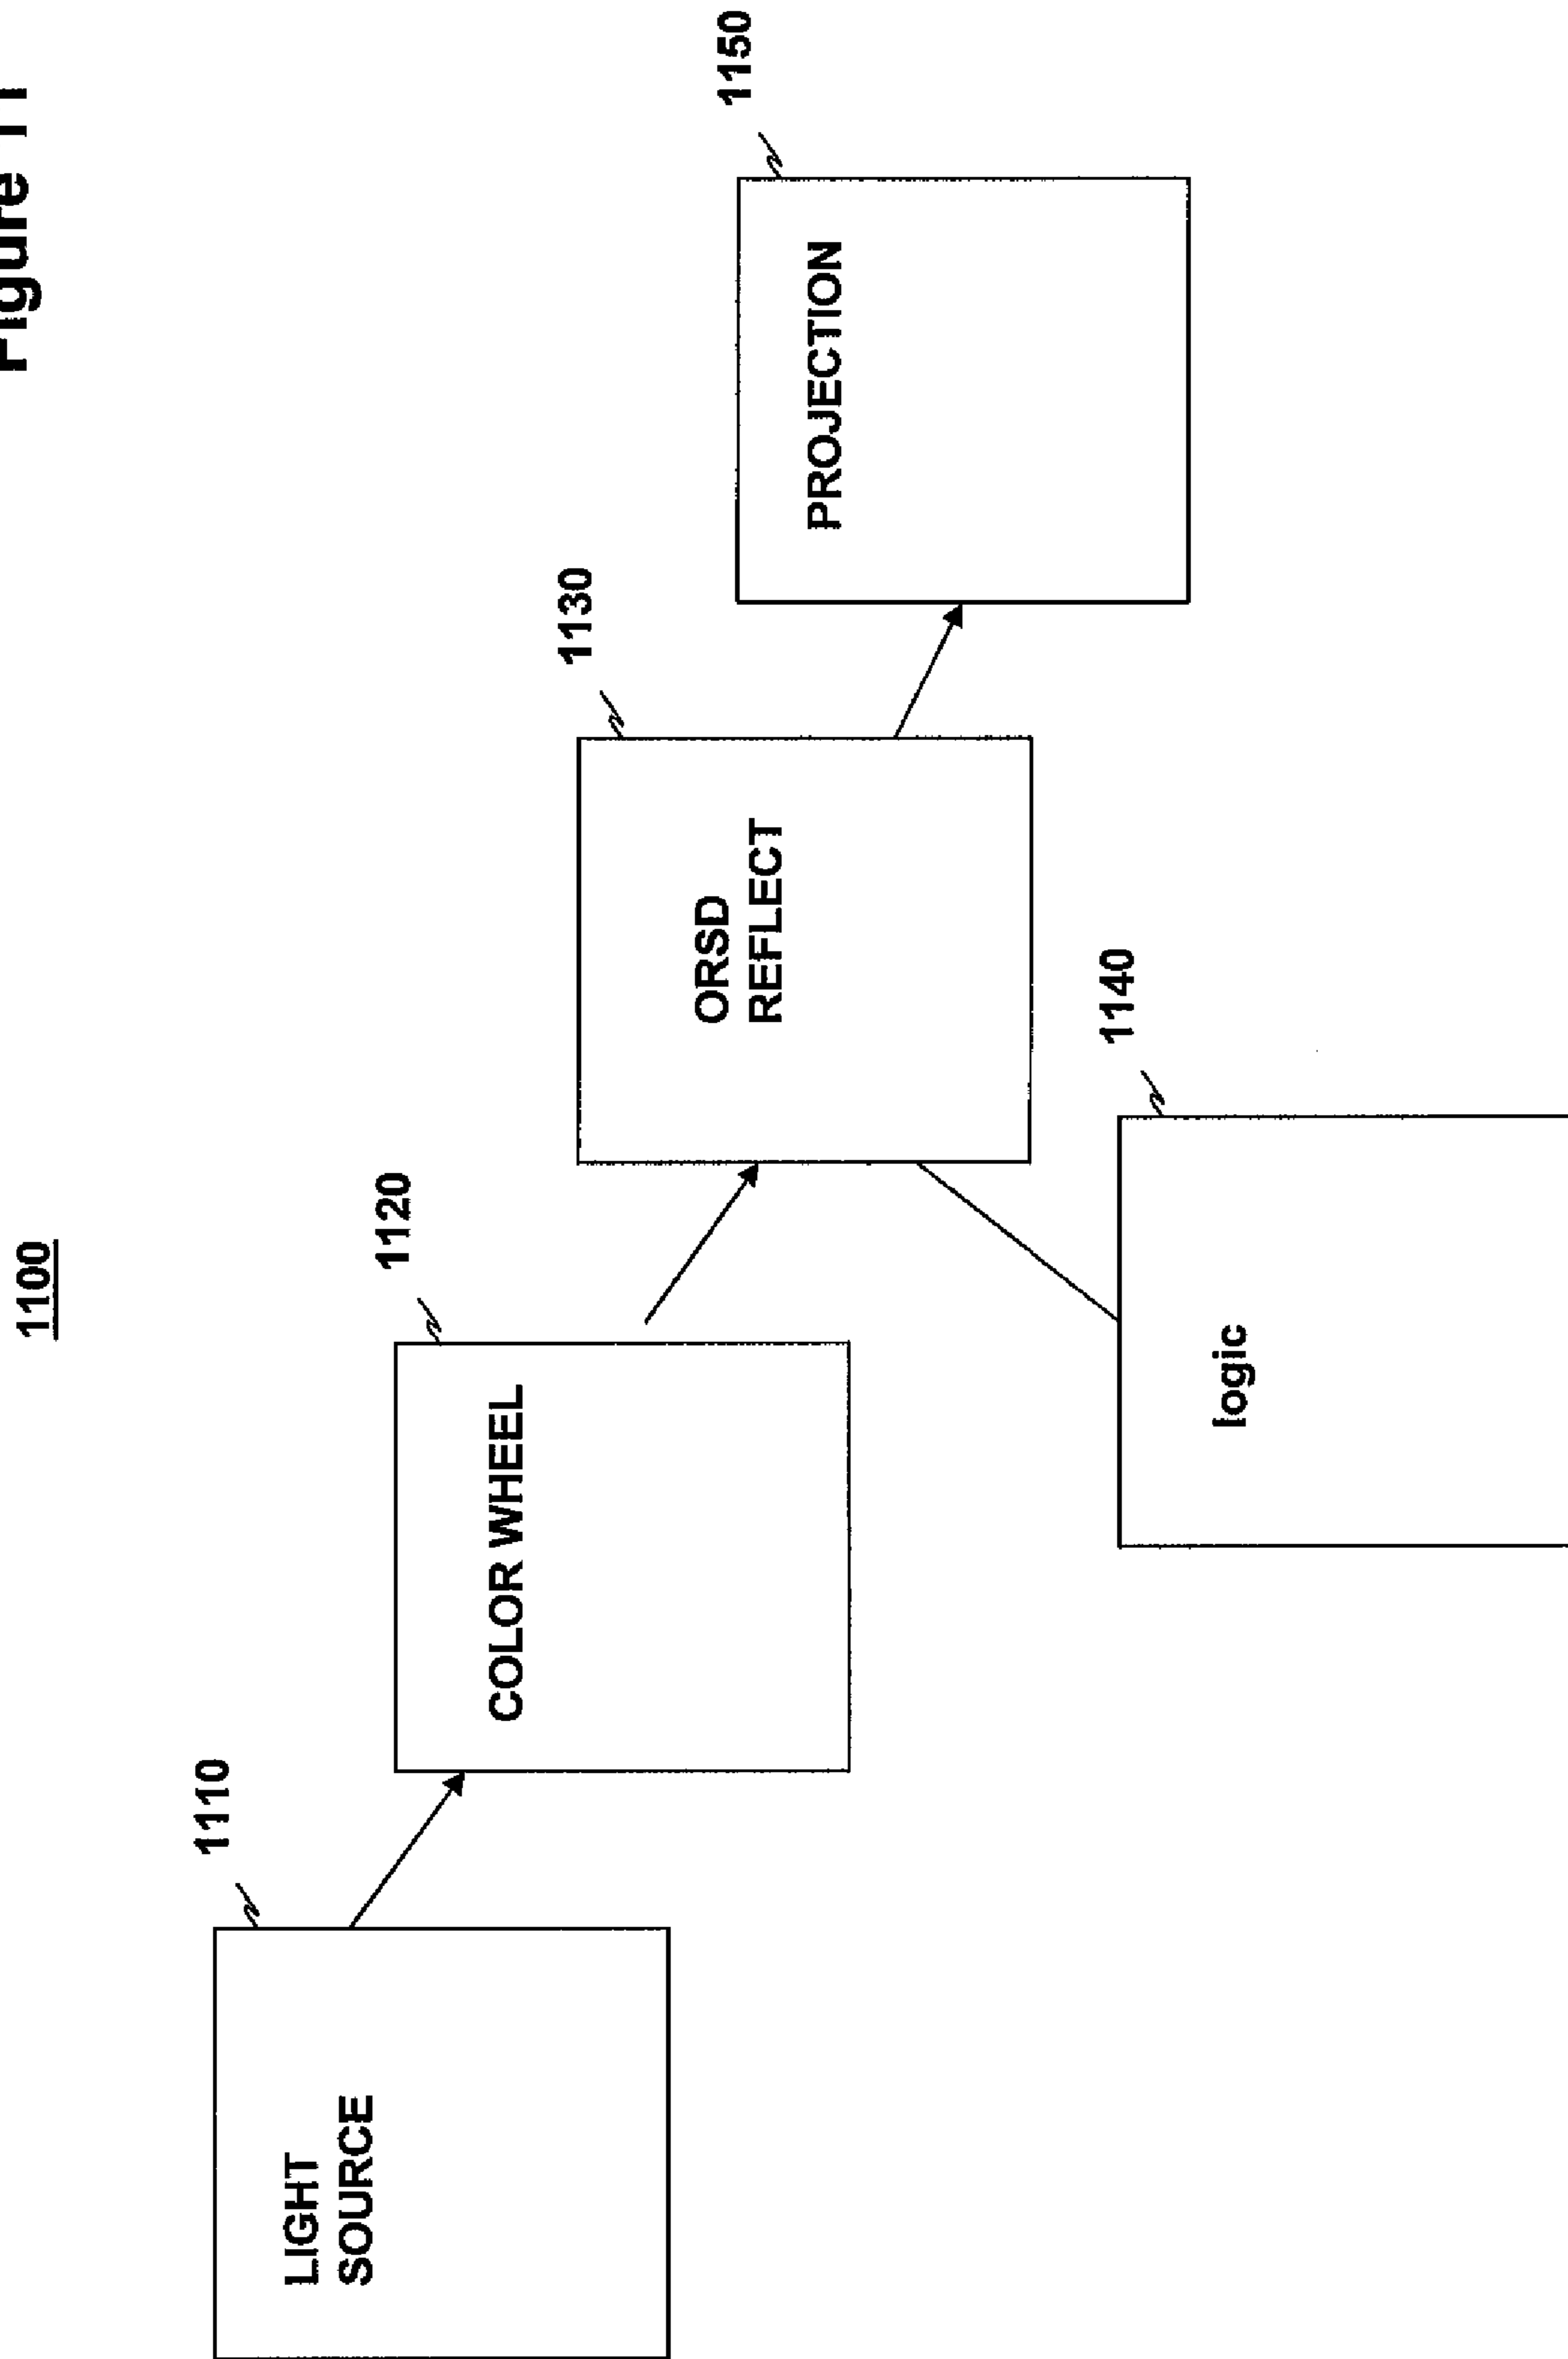 Figure 11
1100
1110
LIGHT
SOURCE
1120
COLOR WHEEL
1130
ORSD
REFLECT
1140
logic
1150
PROJECTION